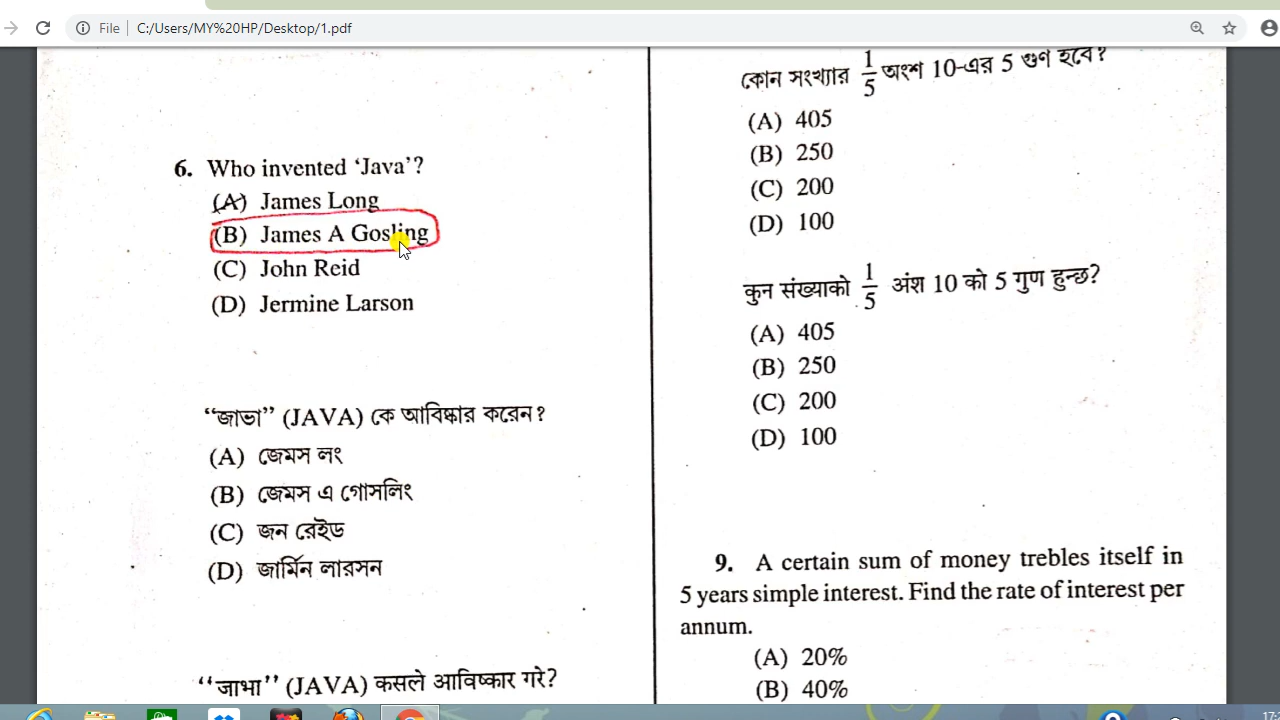 File
C:/Users/MY%20HP/Desktop/1.pdf
6. Who invented ‘Java’?
(A) James Long
(B) James A Gosling
(C) John Reid
(D) Jermine Larson
“জাভা” (JAVA) কে আবিষ্কার করেন?
(A) জেমস লং
(B) জেমস এ গোসলিং
(C) জন রেইড
(D) জার্মিন লারসন
“जाभा” (JAVA) कसले आविष्कार गरे?
কোন সংখ্যার 1/5 অংশ 10-এর 5 গুণ হবে?
(A) 405
(B) 250
(C) 200
(D) 100
कुन संख्याको 1/5 अंश 10 को 5 गुण हुन्छ?
(A) 405
(B) 250
(C) 200
(D) 100
9. A certain sum of money trebles itself in
5 years simple interest. Find the rate of interest per
annum.
(A) 20%
(B) 40%